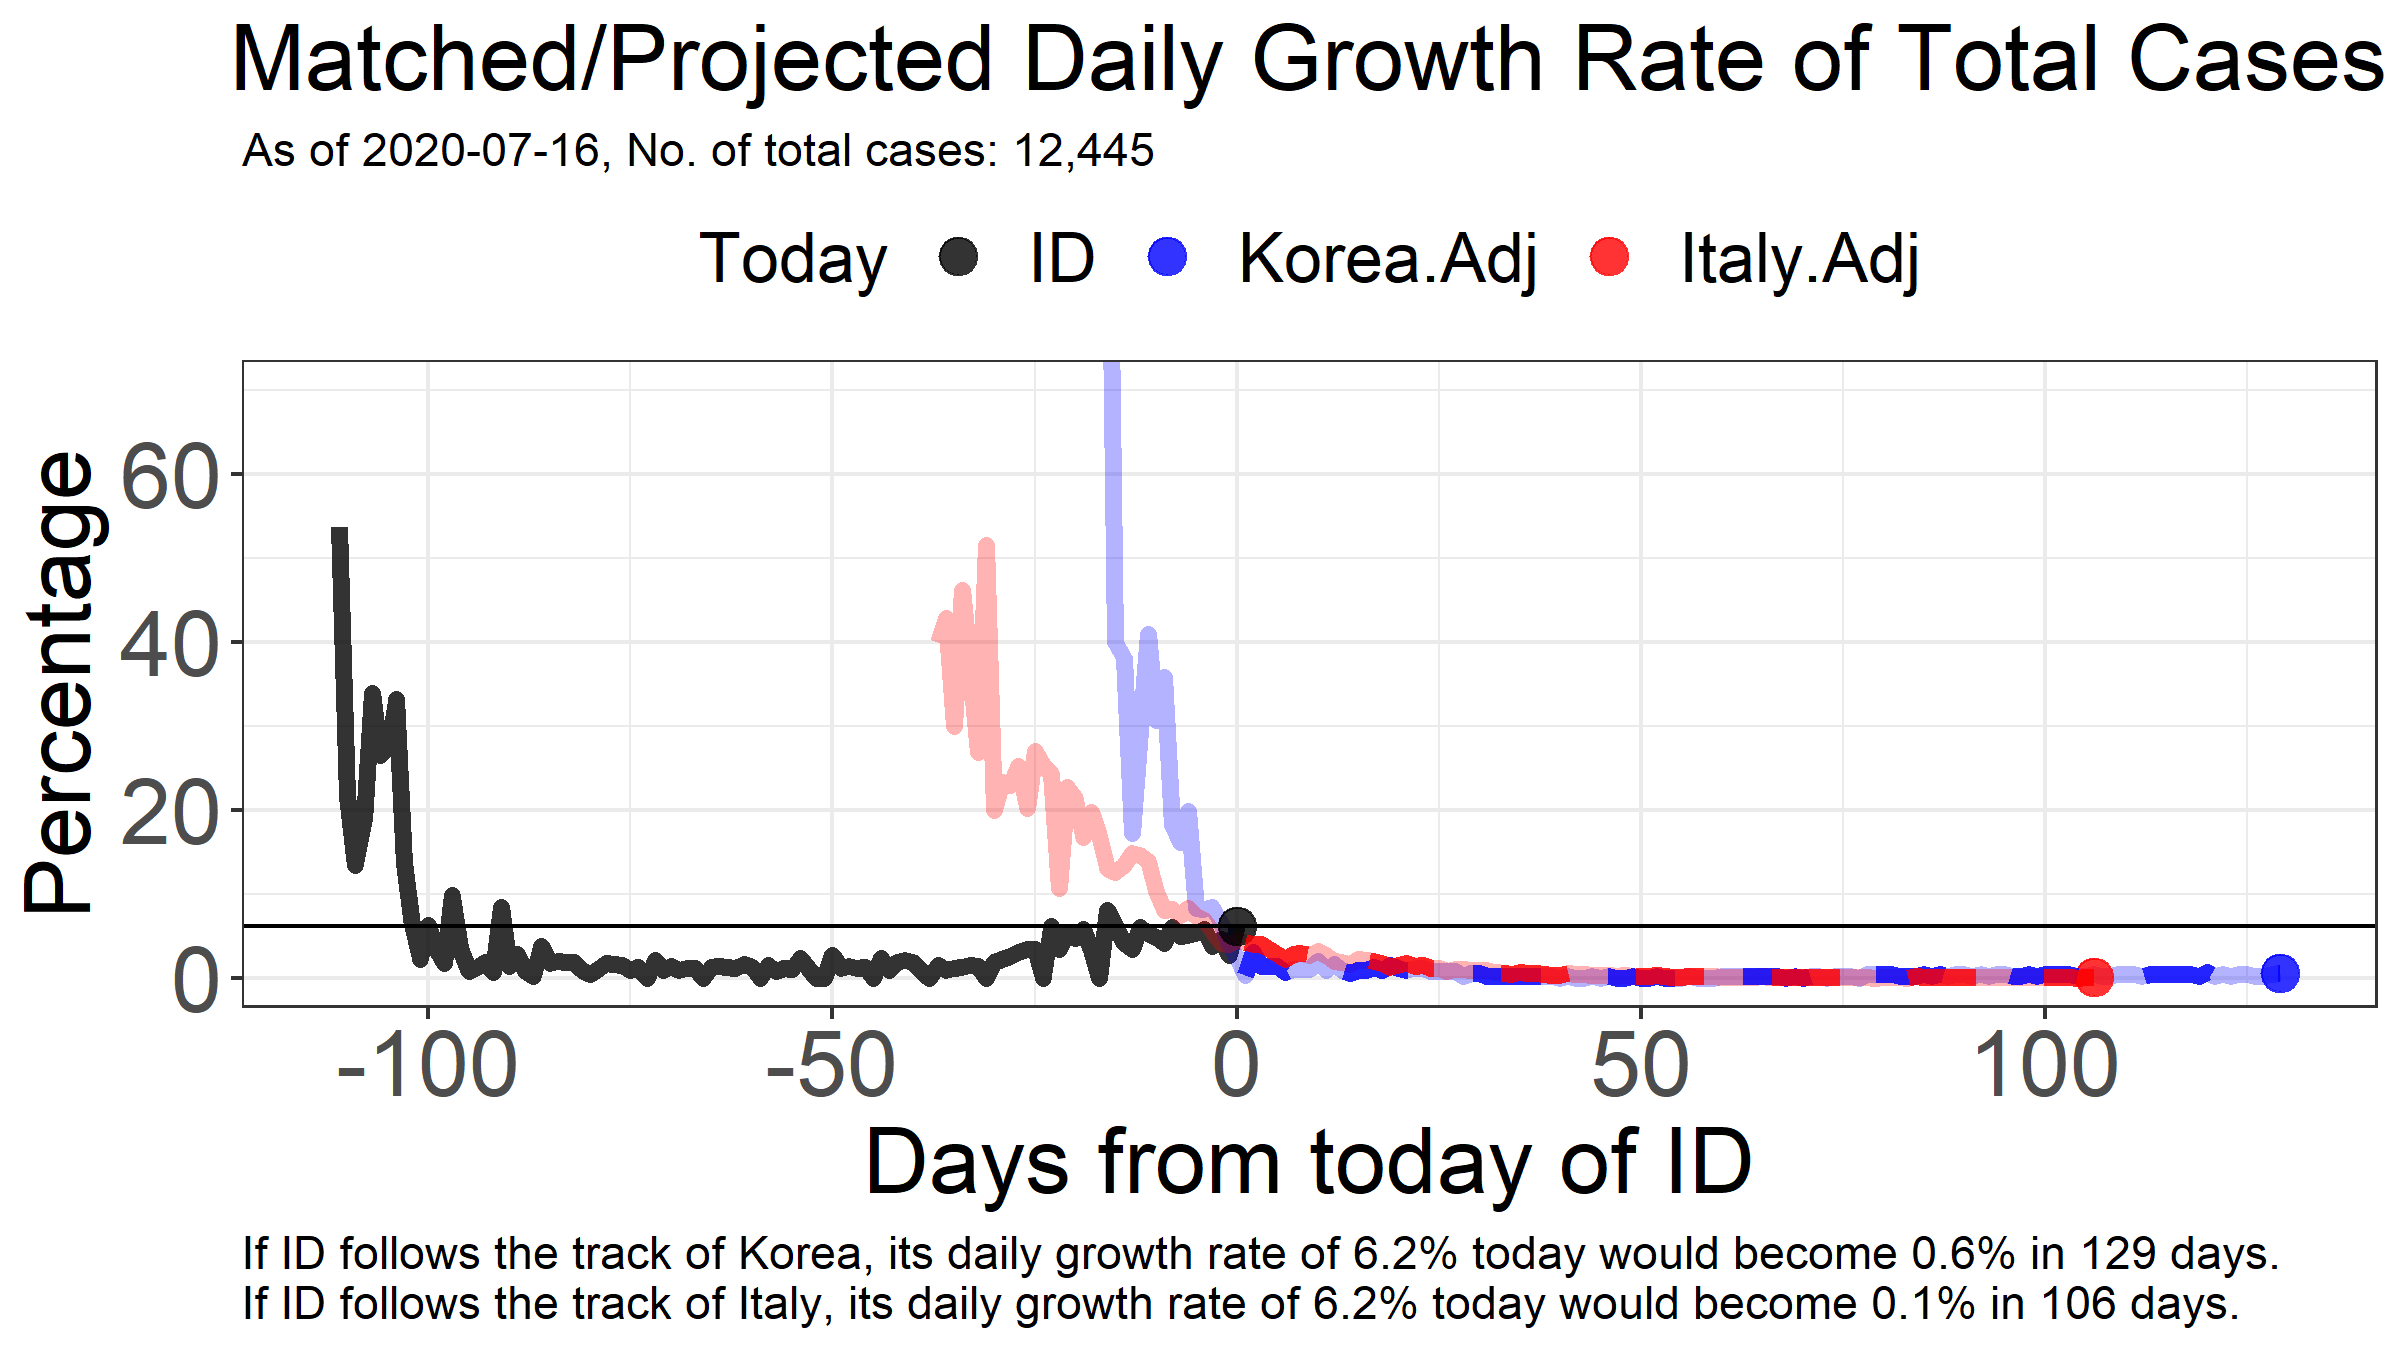 Matched/Projected Daily Growth Rate of Total Cases
As of 2020-07-16, No. of total cases: 12,445
Today ID Korea.Adj Italy.Adj
Percentage
60
40
20
0
-100 -50 0 50 100
Days from today of ID
If ID follows the track of Korea, its daily growth rate of 6.2% today would become 0.6% in 129 days.
If ID follows the track of Italy, its daily growth rate of 6.2% today would become 0.1% in 106 days.